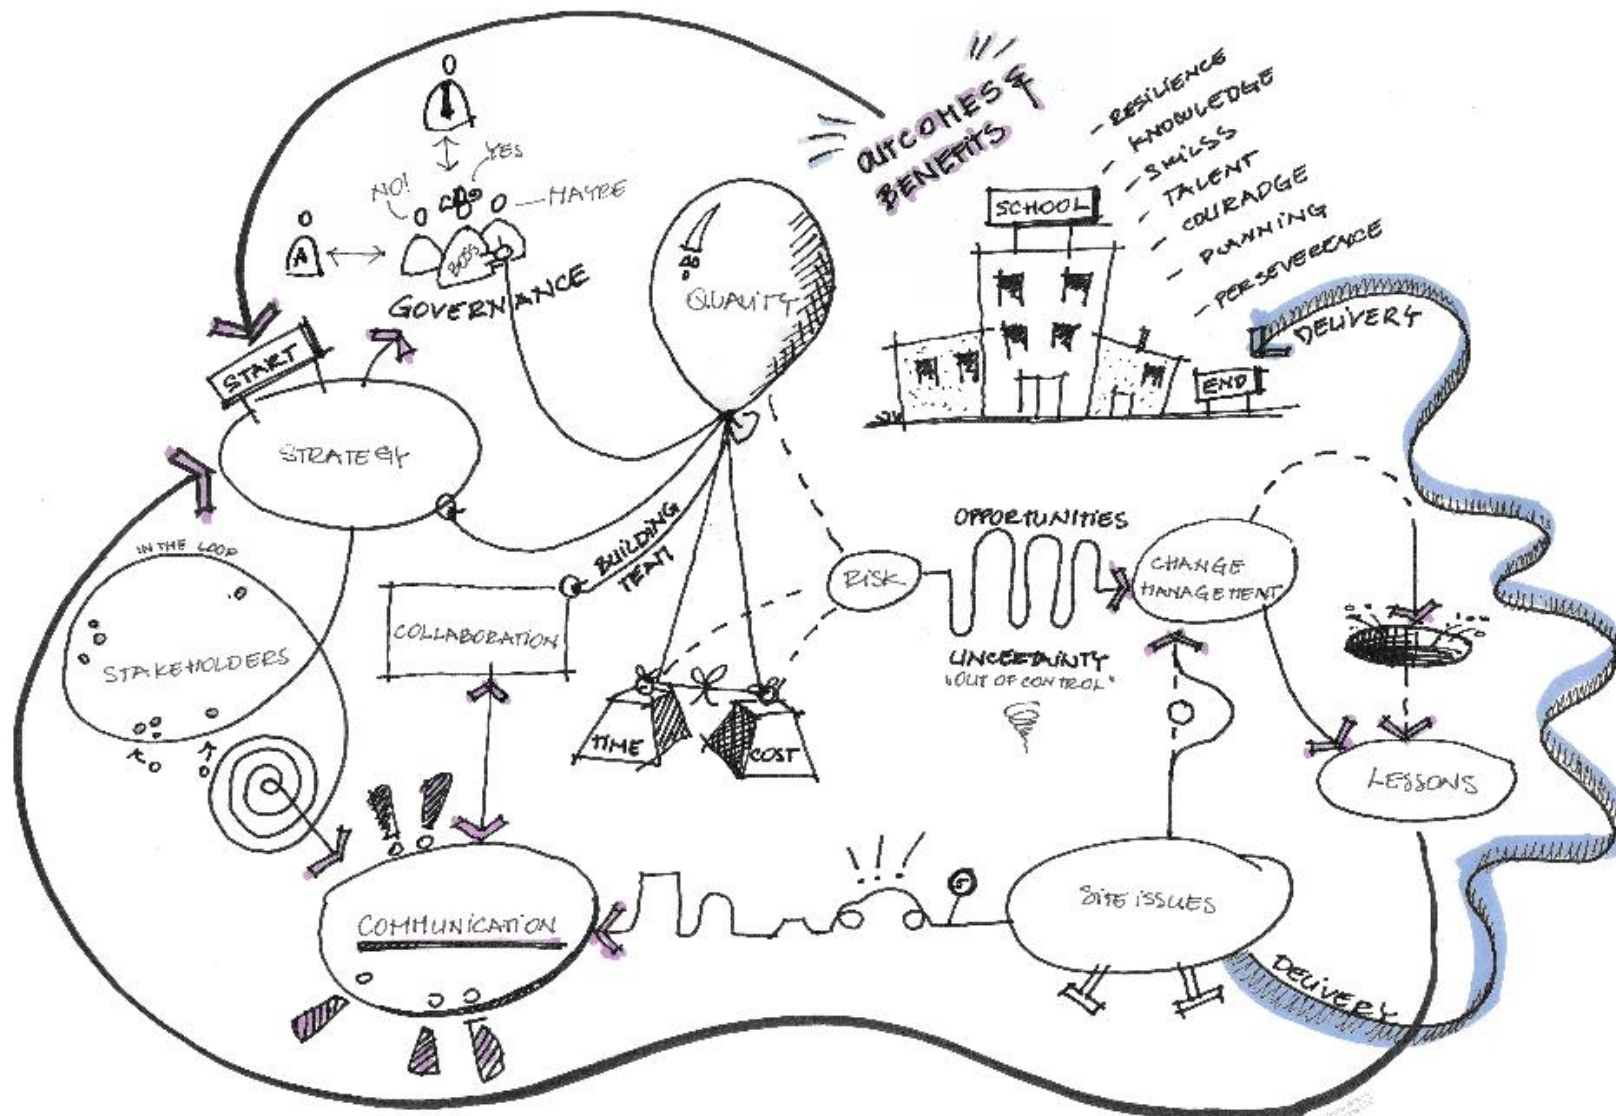 OUTCOMES &
BENEFITS
- RESILIENCE
- KNOWLEDGE
- SKILSS
- TALENT
- COURADGE
- PLANNING
- PERSEVERENCE
SCHOOL
END
DELIVERY
YES
NO!
MAYBE
A
BOSS
GOVERNANCE
START
STRATEGY
QUALITY
IN THE LOOP
STAKEHOLDERS
BUILDING
TEAM
COLLABORATION
RISK
OPPORTUNITIES
UNCERTAINTY
"OUT OF CONTROL"
CHANGE
MANAGEMENT
TIME
COST
LESSONS
COMMUNICATION
SITE ISSUES
DELIVERY